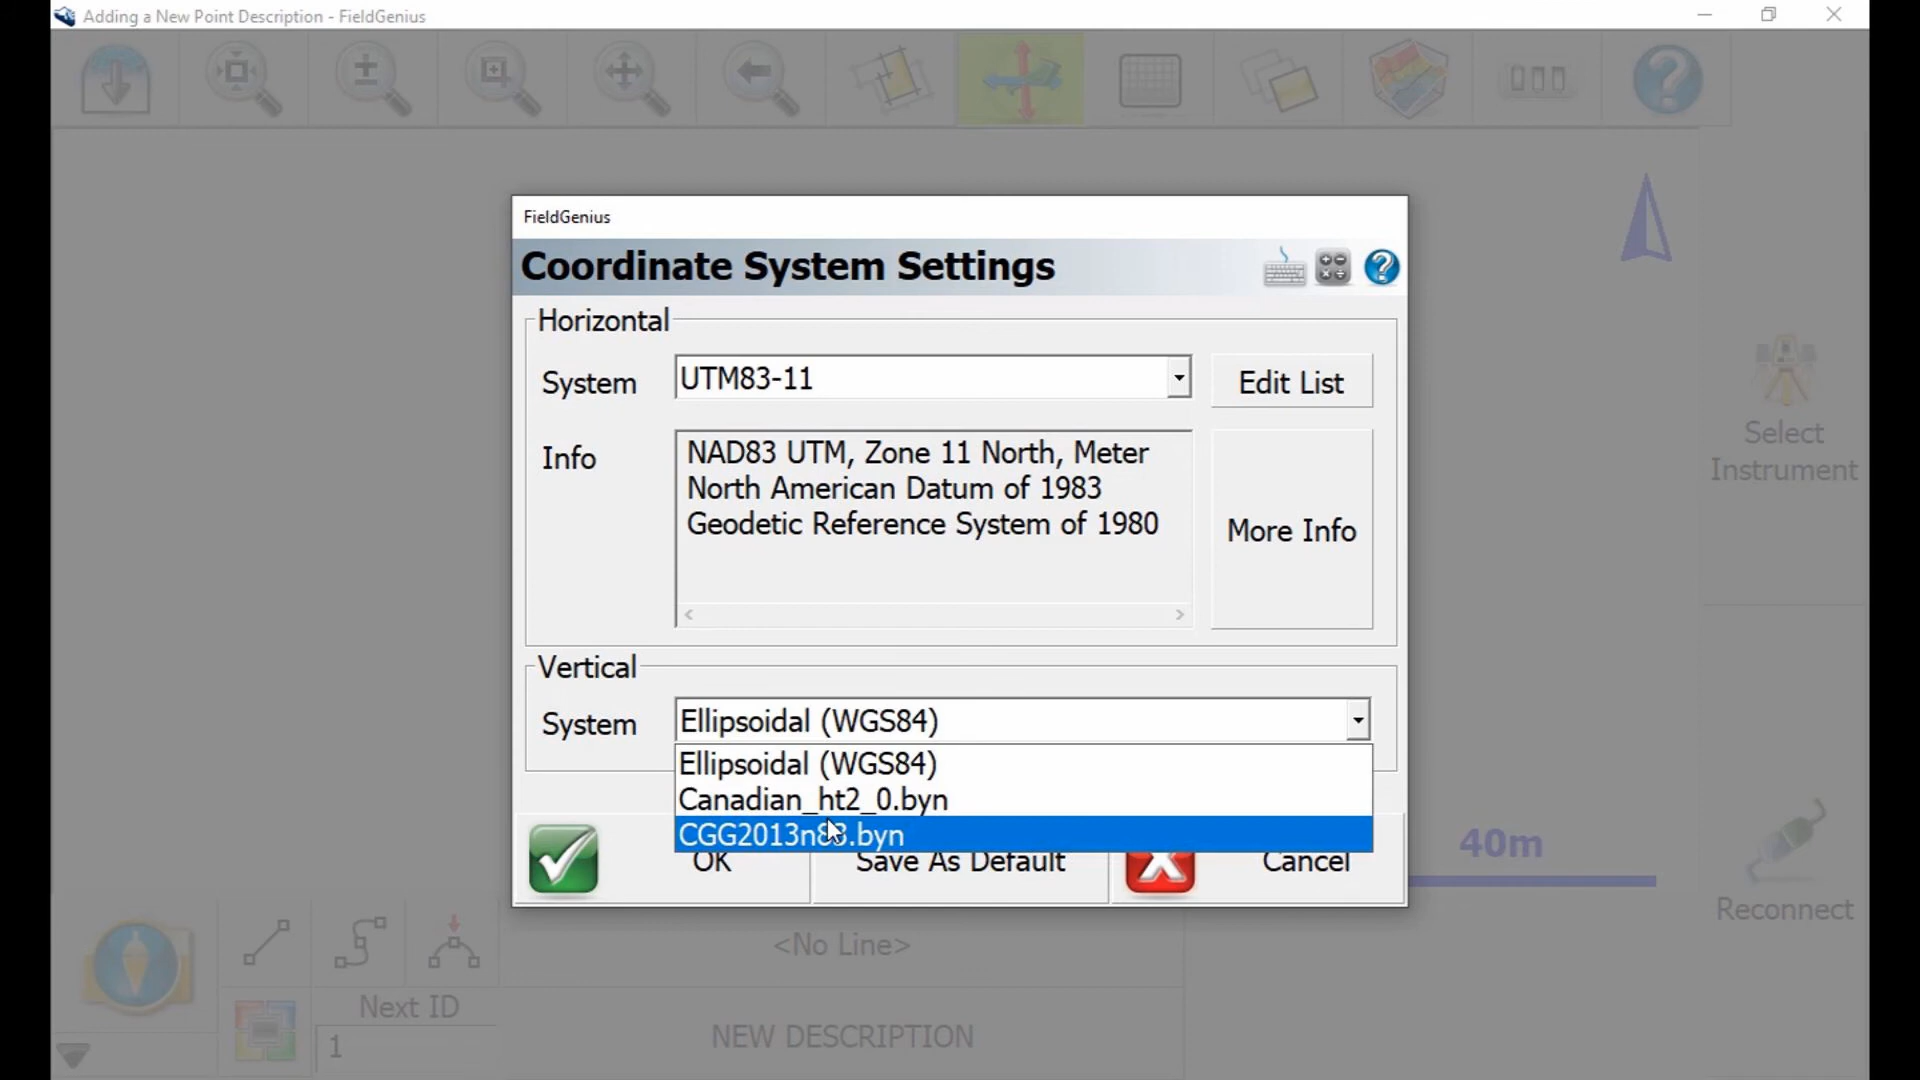 Adding a New Point Description - FieldGenius
FieldGenius
Coordinate System Settings
Horizontal
System
UTM83-11
Edit List
Info
NAD83 UTM, Zone 11 North, Meter
North American Datum of 1983
Geodetic Reference System of 1980
More Info
Vertical
System
Ellipsoidal (WGS84)
Ellipsoidal (WGS84)
Canadian_ht2_0.byn
CGG2013n83.byn
OK
Save As Default
Cancel
Select
Instrument
40m
Reconnect
<No Line>
Next ID
1
NEW DESCRIPTION